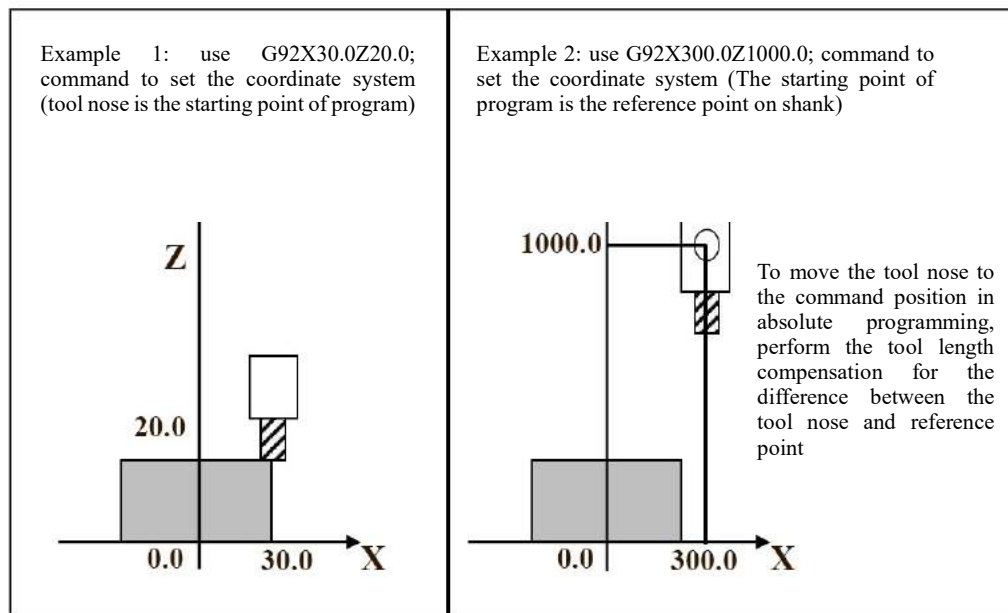 Example 1: use G92X30.0Z20.0;
command to set the coordinate system
(tool nose is the starting point of program)
Z
20.0
0.0
30.0
X
Example 2: use G92X300.0Z1000.0; command to
set the coordinate system (The starting point of
program is the reference point on shank)
1000.0
To move the tool nose to
the command position in
absolute programming,
perform the tool length
compensation for the
difference between the
tool nose and reference
point
0.0
300.0
X